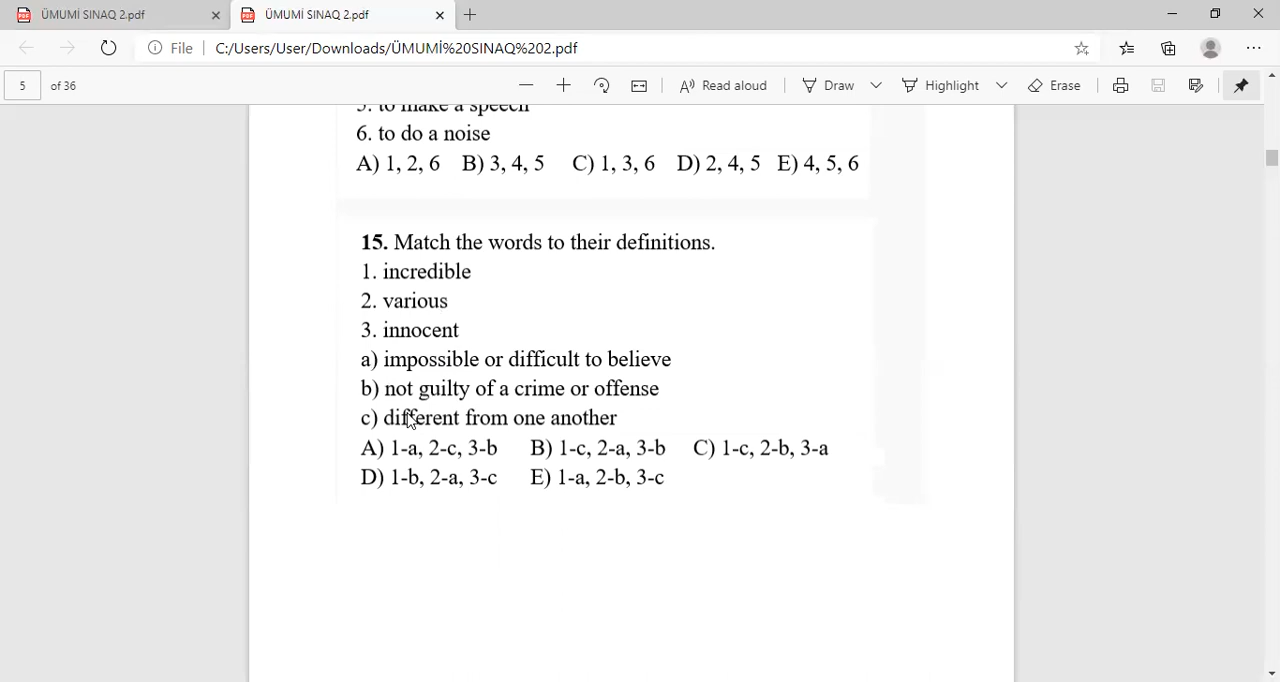 ÜMUMİ SINAQ 2.pdf
ÜMUMİ SINAQ 2.pdf
File
C:/Users/User/Downloads/ÜMUMİ%20SINAQ%202.pdf
5 of 36
Read aloud
Draw
Highlight
Erase
5. to make a speech
6. to do a noise
A) 1, 2, 6 B) 3, 4, 5 C) 1, 3, 6 D) 2, 4, 5 E) 4, 5, 6
15. Match the words to their definitions.
1. incredible
2. various
3. innocent
a) impossible or difficult to believe
b) not guilty of a crime or offense
c) different from one another
A) 1-a, 2-c, 3-b B) 1-c, 2-a, 3-b C) 1-c, 2-b, 3-a
D) 1-b, 2-a, 3-c E) 1-a, 2-b, 3-c